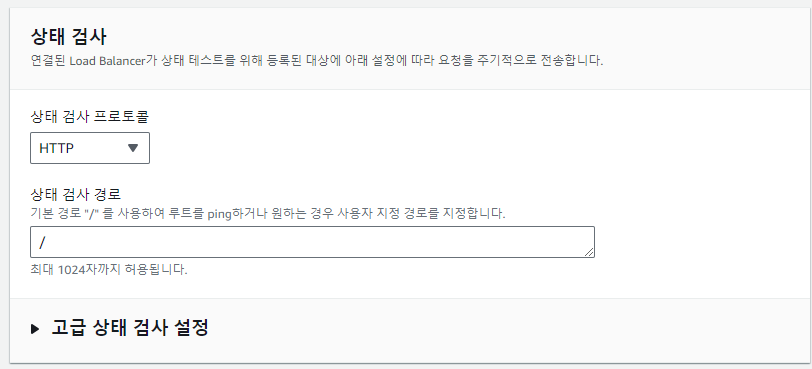 상태 검사
연결된 Load Balancer가 상태 테스트를 위해 등록된 대상에 아래 설정에 따라 요청을 주기적으로 전송합니다.
상태 검사 프로토콜
HTTP
상태 검사 경로
기본 경로 "/" 를 사용하여 루트를 ping하거나 원하는 경우 사용자 지정 경로를 지정합니다.
/
최대 1024자까지 허용됩니다.
고급 상태 검사 설정